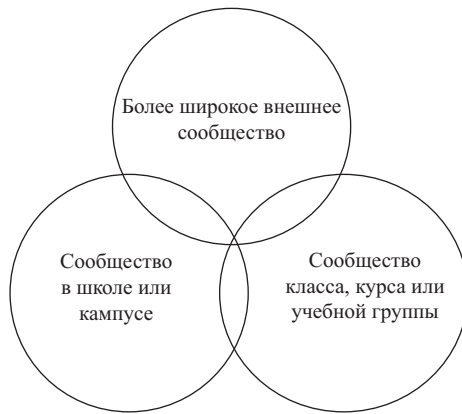 Более широкое внешнее
сообщество
Сообщество
в школе или
кампусе
Сообщество
класса, курса или
учебной группы